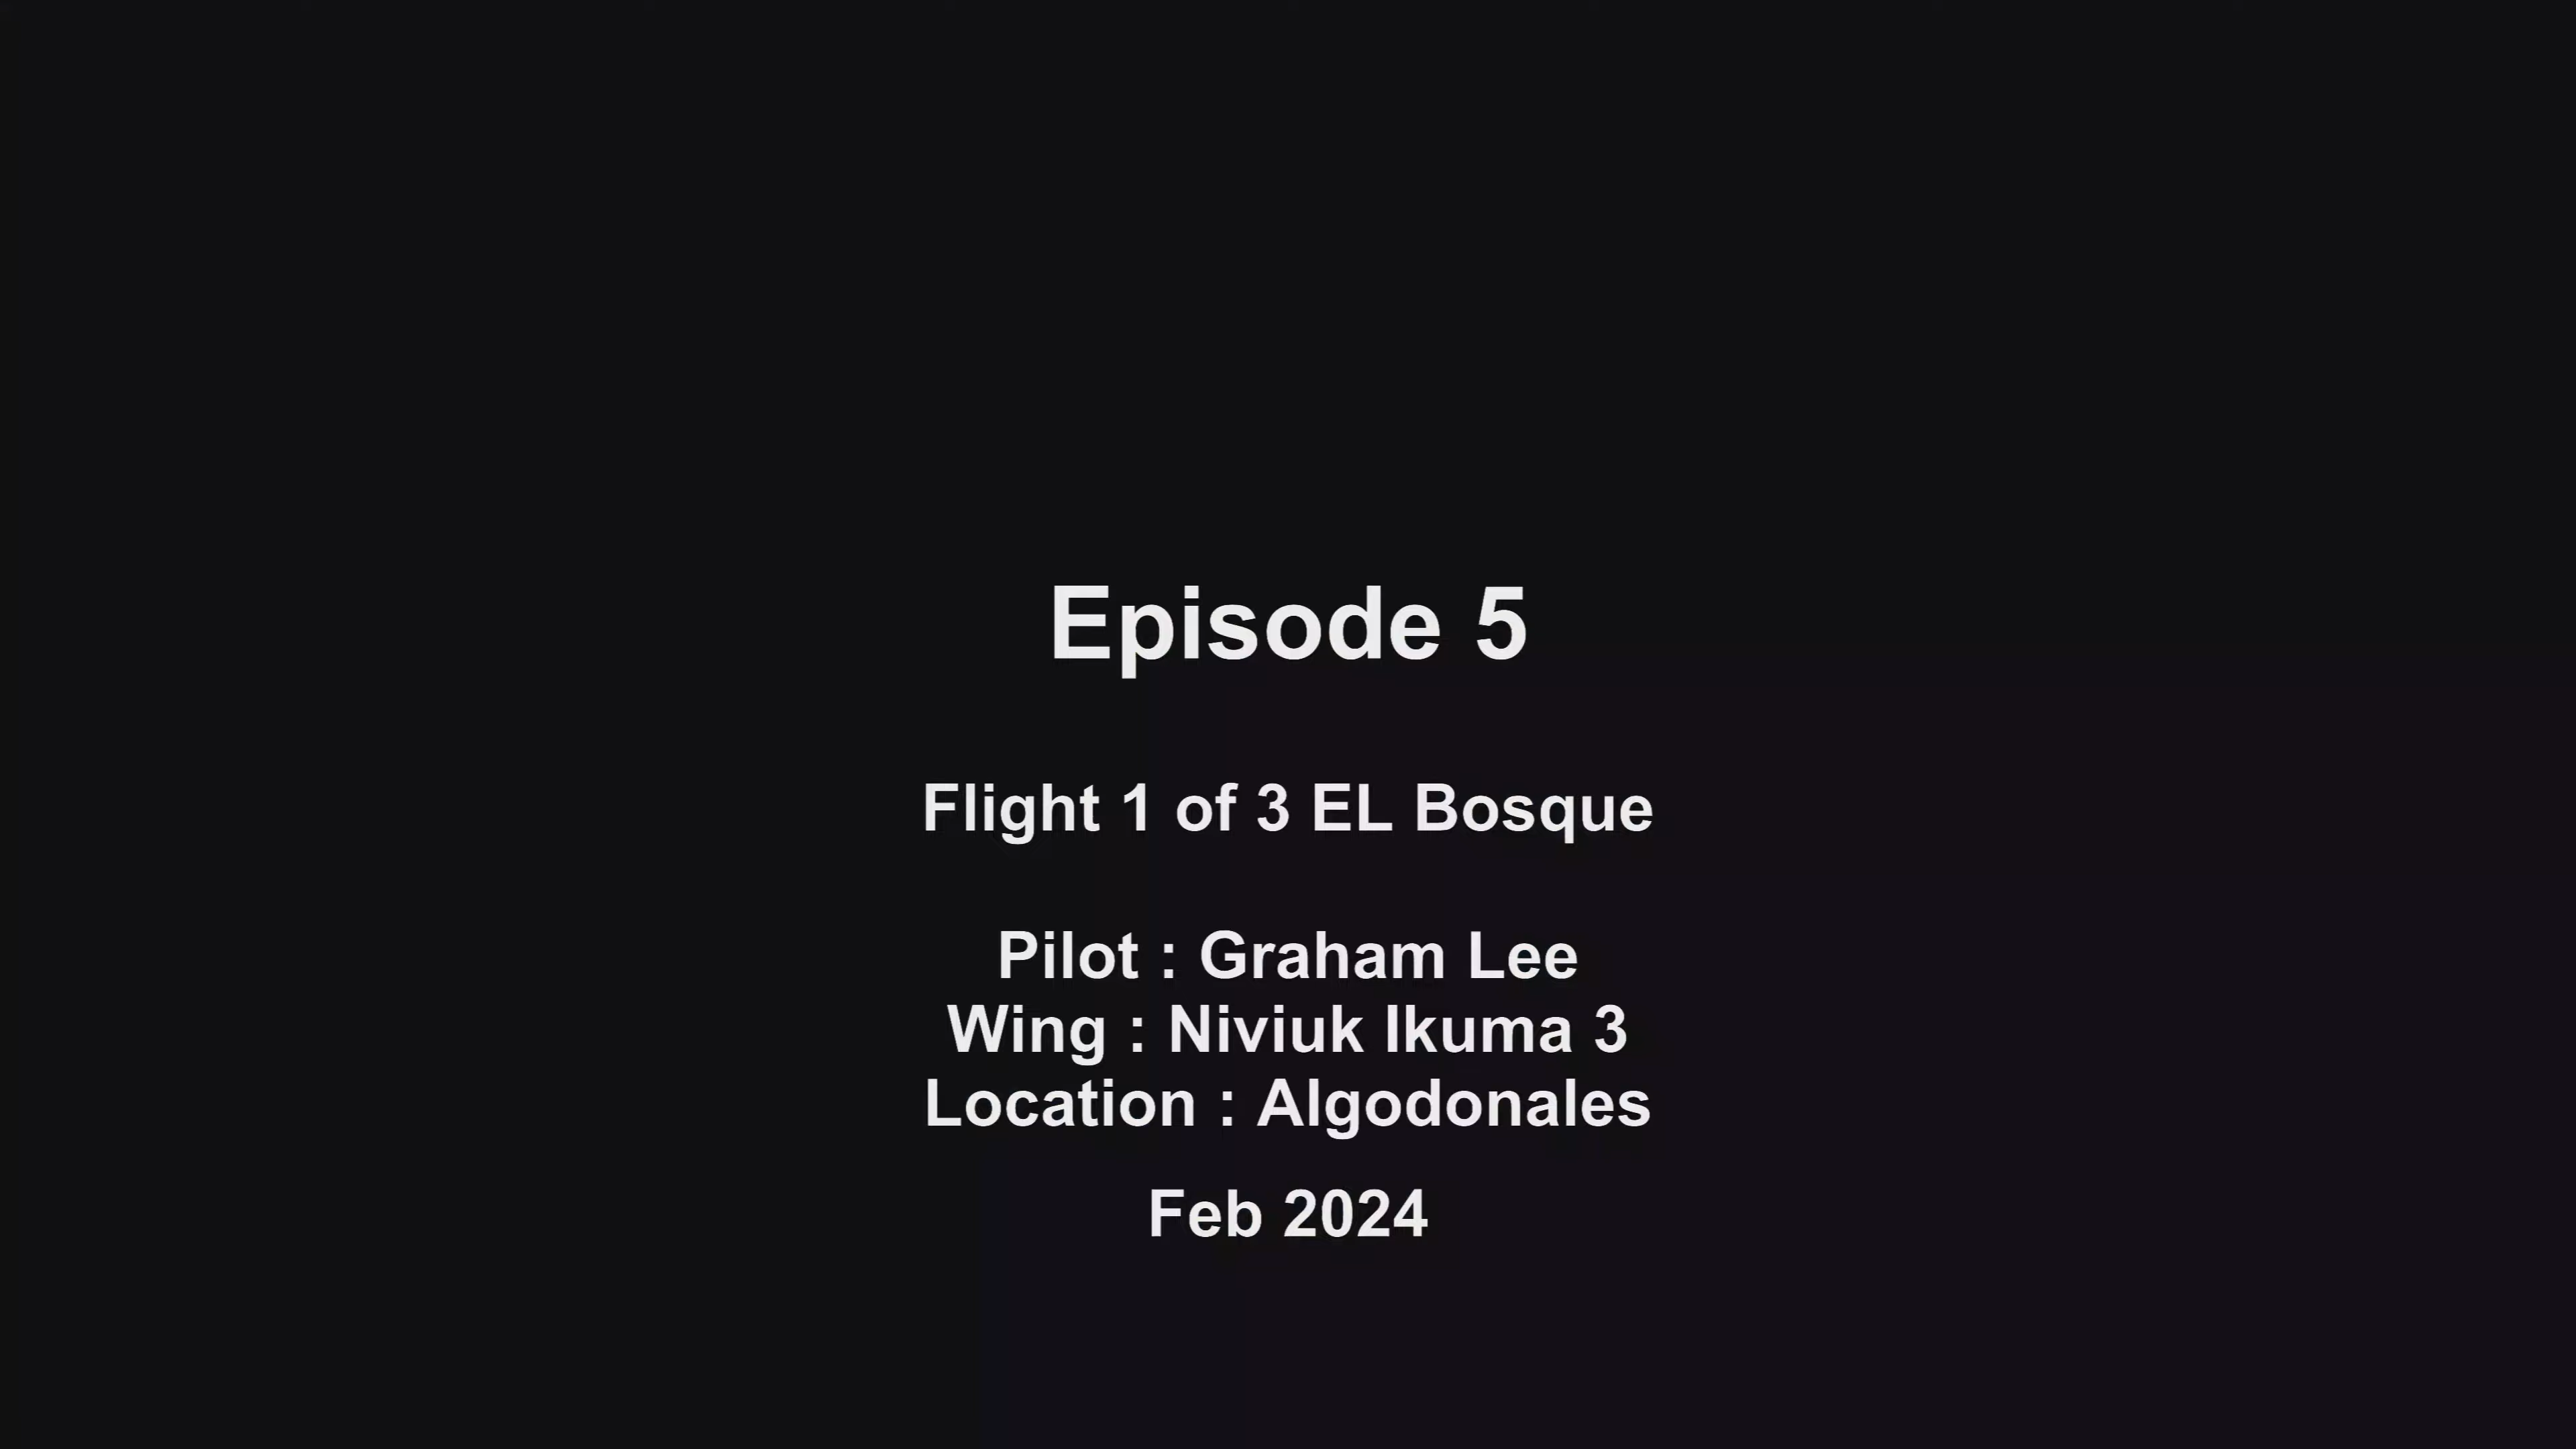 Episode 5
Flight 1 of 3 EL Bosque
Pilot : Graham Lee
Wing : Niviuk Ikuma 3
Location : Algodonales
Feb 2024